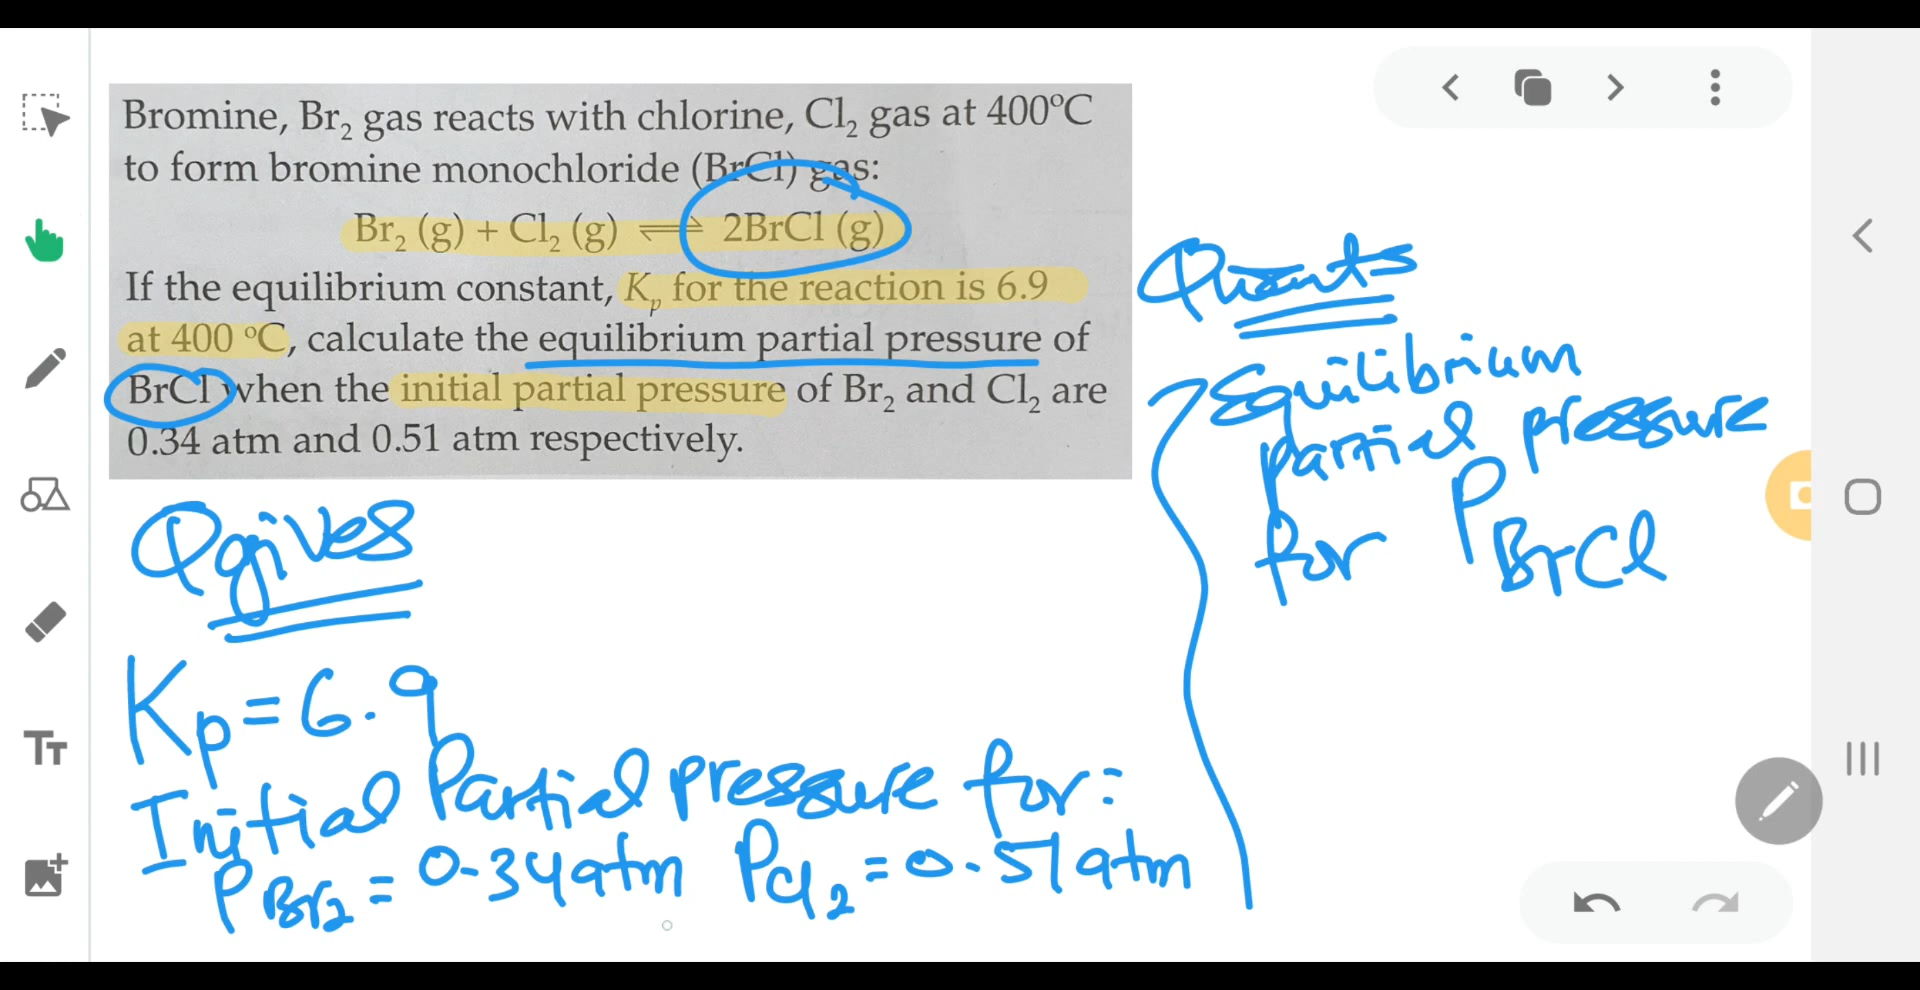 Bromine, Br₂ gas reacts with chlorine, Cl₂ gas at 400°C
to form bromine monochloride (BrCl) gas:
Br₂ (g) + Cl₂ (g) ⇌ 2BrCl (g)
If the equilibrium constant, Kₚ for the reaction is 6.9
at 400 °C, calculate the equilibrium partial pressure of
BrCl when the initial partial pressure of Br₂ and Cl₂ are
0.34 atm and 0.51 atm respectively.
Qgives
Kp = 6.9
Initial Partial pressure for:
PBr₂ = 0.34atm PCl₂ = 0.51atm
Qwants
Equilibrium
partial pressure
for PBrCl
TT